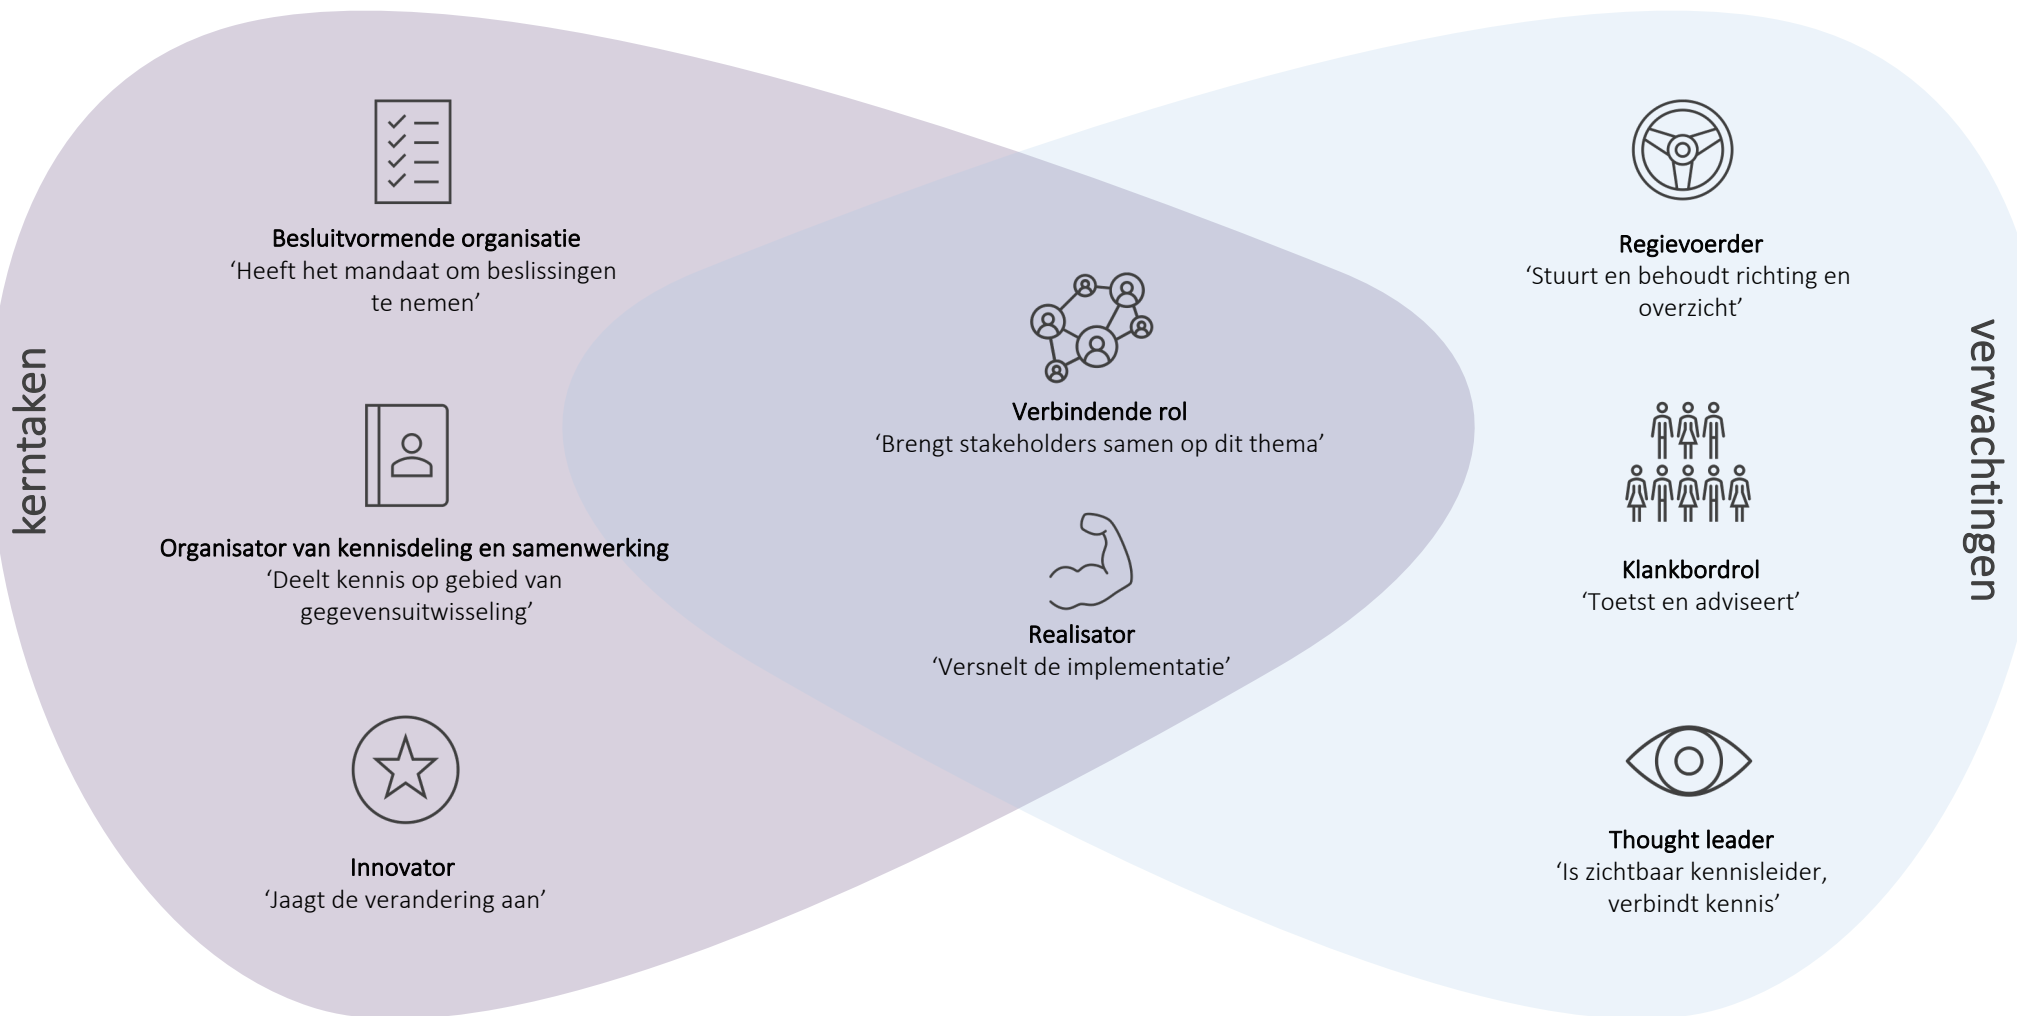 kerntaken
Besluitvormende organisatie
‘Heeft het mandaat om beslissingen
te nemen’
Organisator van kennisdeling en samenwerking
‘Deelt kennis op gebied van
gegevensuitwisseling’
Innovator
‘Jaagt de verandering aan’
Verbindende rol
‘Brengt stakeholders samen op dit thema’
Realisator
‘Versnelt de implementatie’
Regievoerder
‘Stuurt en behoudt richting en
overzicht’
Klankbordrol
‘Toetst en adviseert’
Thought leader
‘Is zichtbaar kennisleider,
verbindt kennis’
verwachtingen